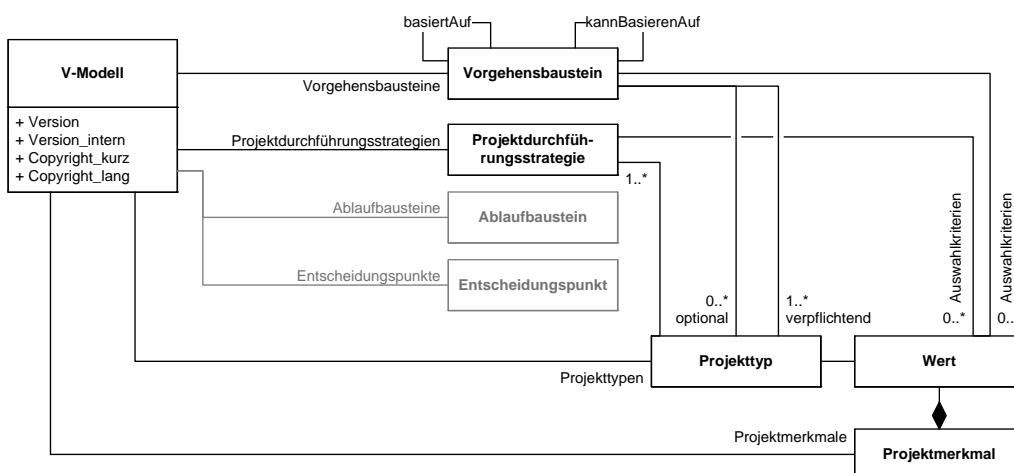 basiertAuf
kannBasierenAuf
V-Modell
Vorgehensbaustein
Vorgehensbausteine
+ Version
+ Version_intern
+ Copyright_kurz
+ Copyright_lang
Projektdurchführungsstrategien
Projektdurchfüh-
rungsstrategie
1..*
Ablaufbausteine
Ablaufbaustein
Entscheidungspunkte
Entscheidungspunkt
Auswahlkriterien
Auswahlkriterien
0..*
optional
1..*
verpflichtend
0..*
0..
Projekttyp
Wert
Projekttypen
Projektmerkmale
Projektmerkmal